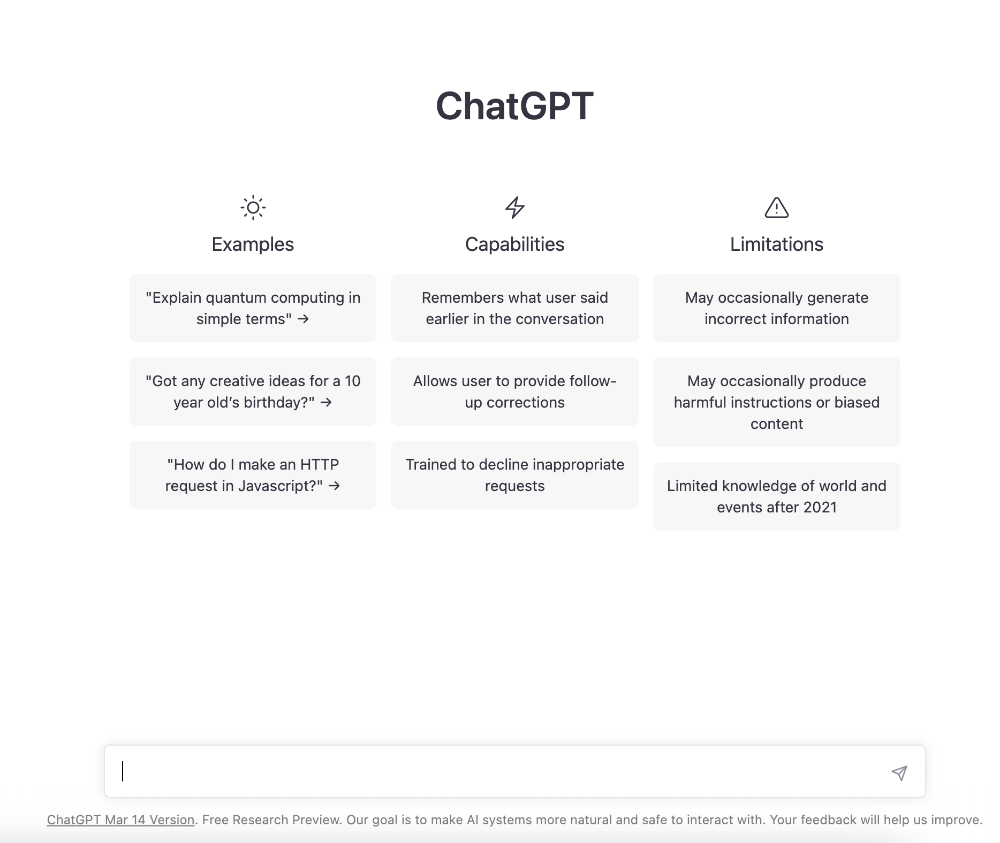 ChatGPT
Examples
"Explain quantum computing in
simple terms" →
"Got any creative ideas for a 10
year old’s birthday?" →
"How do I make an HTTP
request in Javascript?" →
Capabilities
Remembers what user said
earlier in the conversation
Allows user to provide follow-
up corrections
Trained to decline inappropriate
requests
Limitations
May occasionally generate
incorrect information
May occasionally produce
harmful instructions or biased
content
Limited knowledge of world and
events after 2021
ChatGPT Mar 14 Version. Free Research Preview. Our goal is to make AI systems more natural and safe to interact with. Your feedback will help us improve.